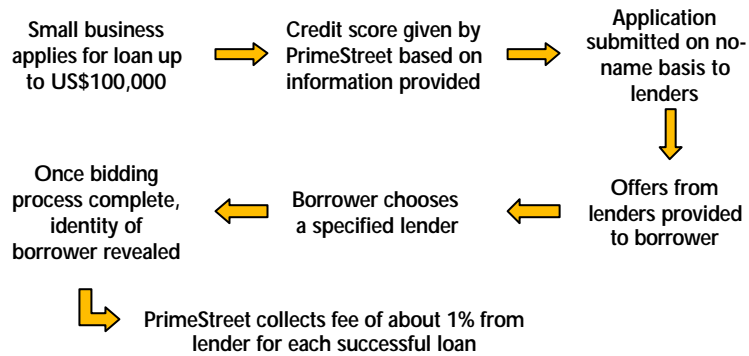 Small business
applies for loan up
to US$100,000
Credit score given by
PrimeStreet based on
information provided
Application
submitted on no-
name basis to
lenders
Offers from
lenders provided
to borrower
Borrower chooses
a specified lender
Once bidding
process complete,
identity of
borrower revealed
PrimeStreet collects fee of about 1% from
lender for each successful loan